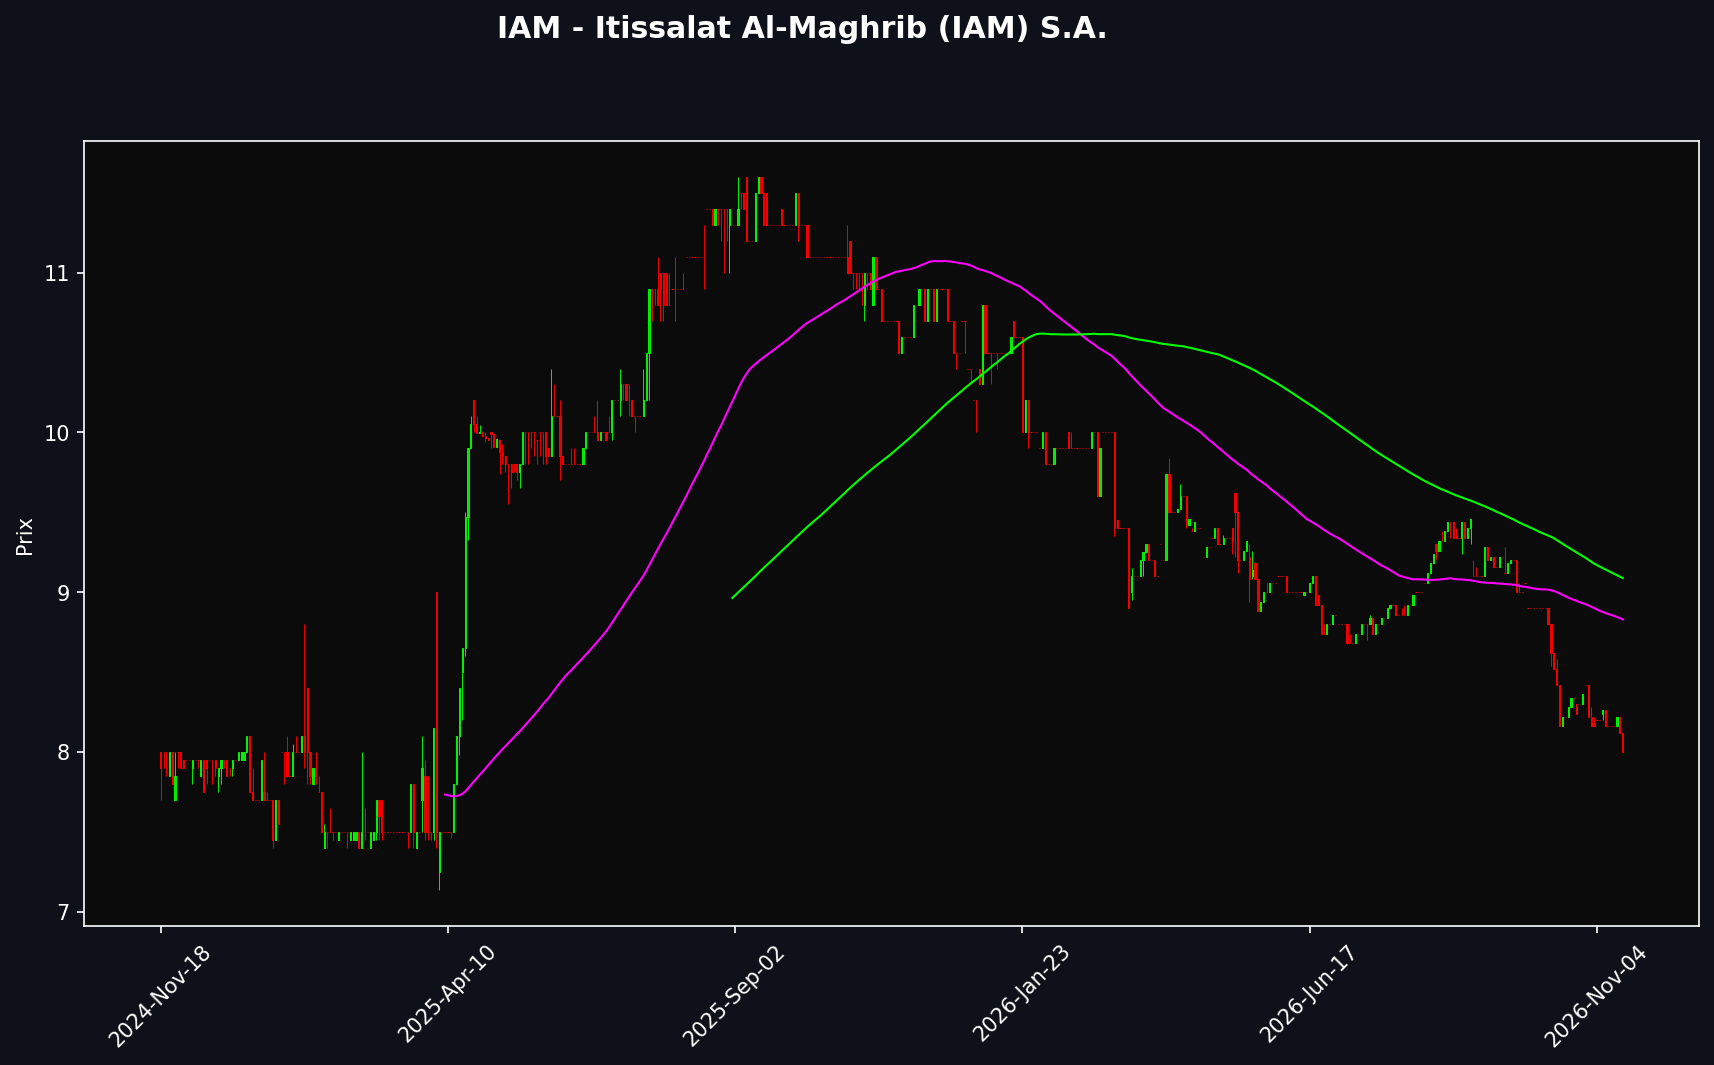 IAM - Itissalat Al-Maghrib (IAM) S.A.
Prix
11
10
9
8
7
2024-Nov-18
2025-Apr-10
2025-Sep-02
2026-Jan-23
2026-Jun-17
2026-Nov-04